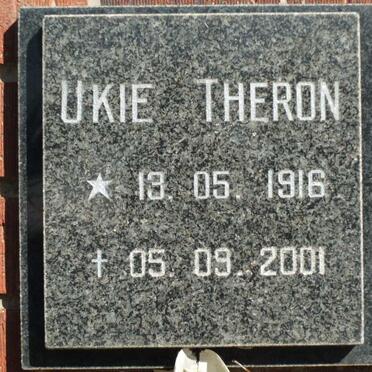 UKIE THERON
★ 13. 05. 1916
✝ 05. 09. 2001